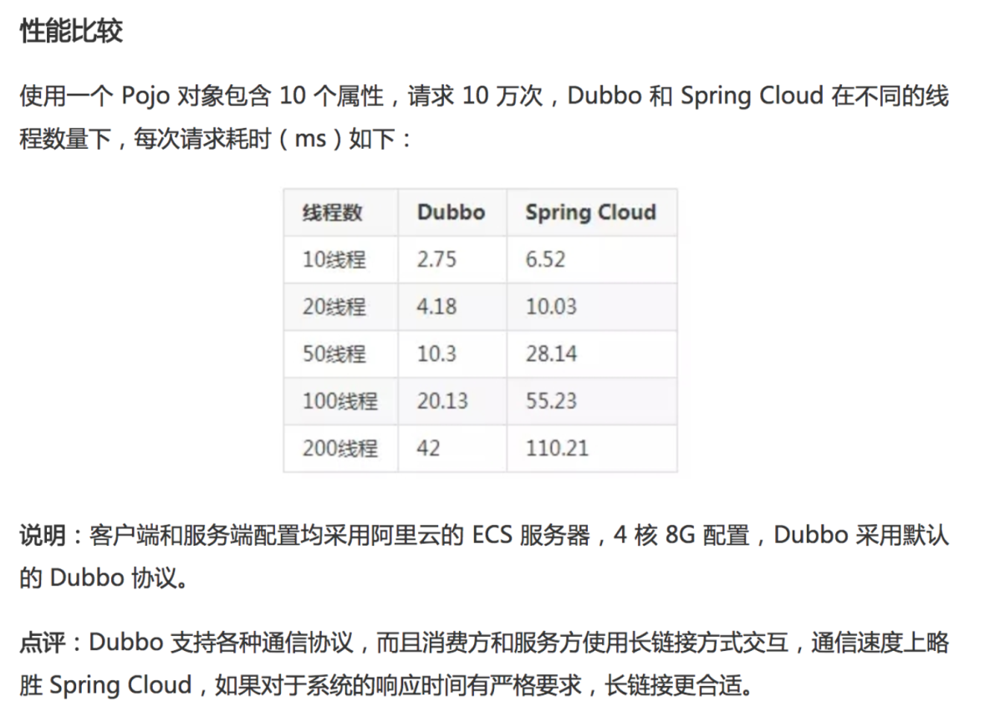 性能比较
使用一个 Pojo 对象包含 10 个属性，请求 10 万次，Dubbo 和 Spring Cloud 在不同的线
程数量下，每次请求耗时（ms）如下：
线程数 Dubbo Spring Cloud
10线程 2.75 6.52
20线程 4.18 10.03
50线程 10.3 28.14
100线程 20.13 55.23
200线程 42 110.21
说明：客户端和服务端配置均采用阿里云的 ECS 服务器，4 核 8G 配置，Dubbo 采用默认
的 Dubbo 协议。
点评：Dubbo 支持各种通信协议，而且消费方和服务方使用长链接方式交互，通信速度上略
胜 Spring Cloud，如果对于系统的响应时间有严格要求，长链接更合适。